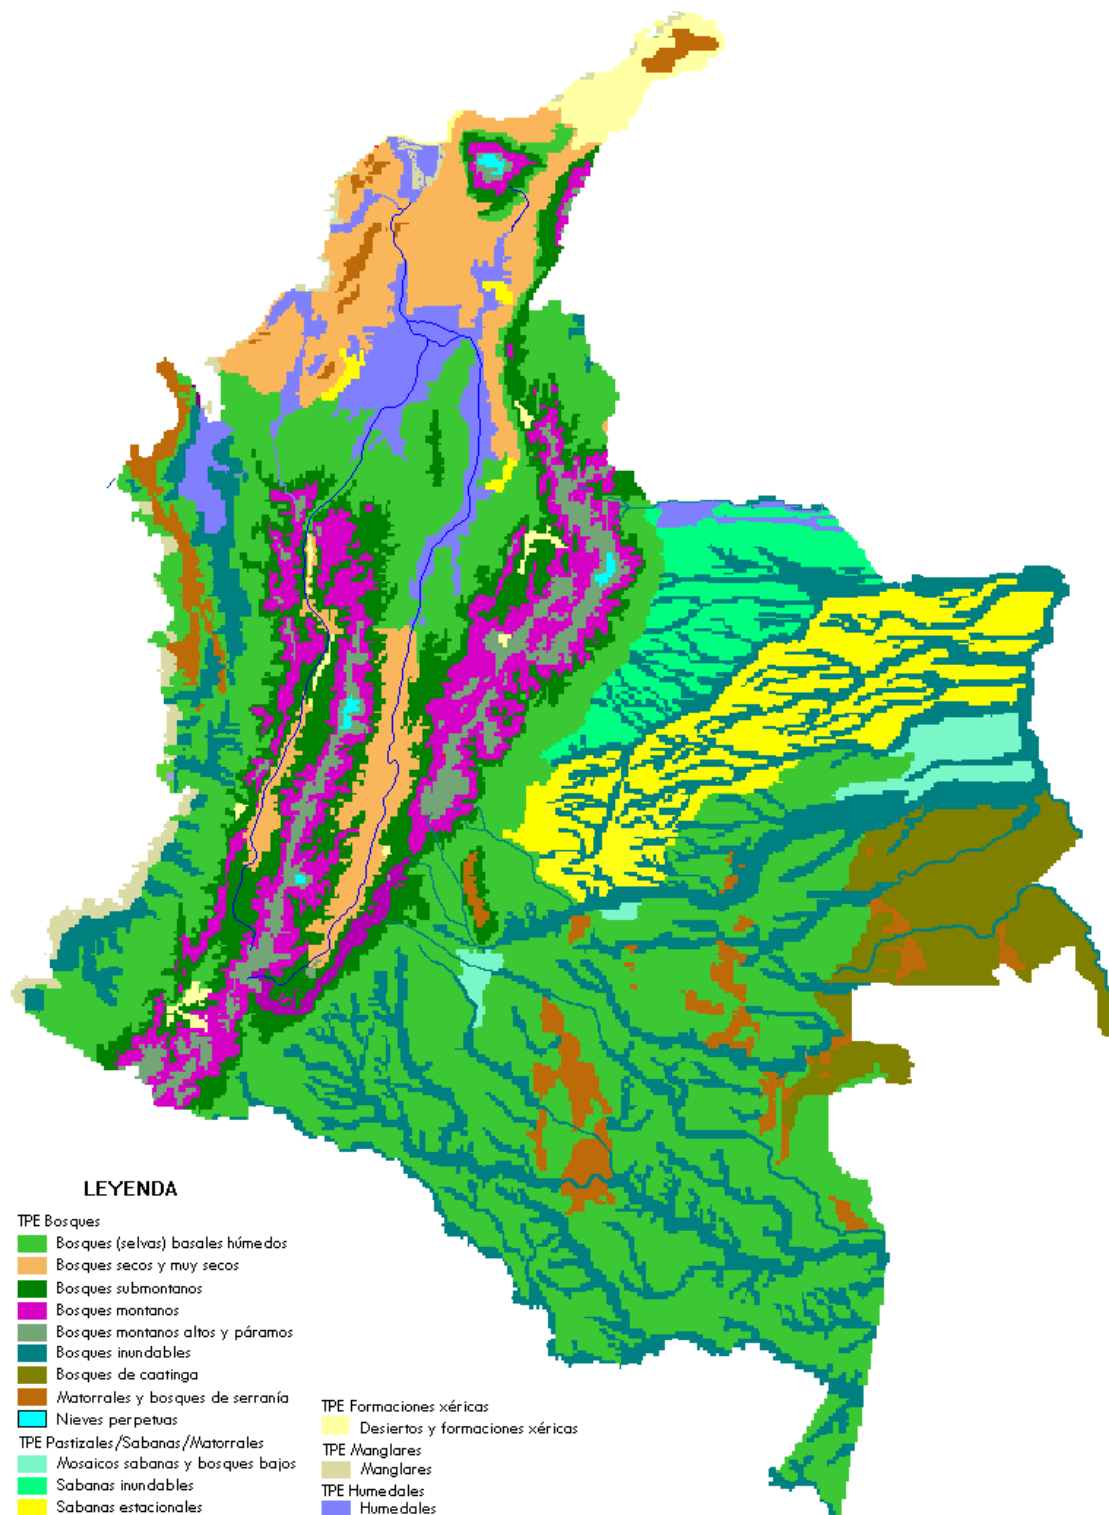 LEYENDA
TPE Bosques
Bosques (selvas) basales húmedos
Bosques secos y muy secos
Bosques submontanos
Bosques montanos
Bosques montanos altos y páramos
Bosques inundables
Bosques de caatinga
Matorrales y bosques de serranía
Nieves perpetuas
TPE Pastizales/Sabanas/Matorrales
Mosaicos sabanas y bosques bajos
Sabanas inundables
Sabanas estacionales
TPE Formaciones xéricas
Desiertos y formaciones xéricas
TPE Manglares
Manglares
TPE Humedales
Humedales